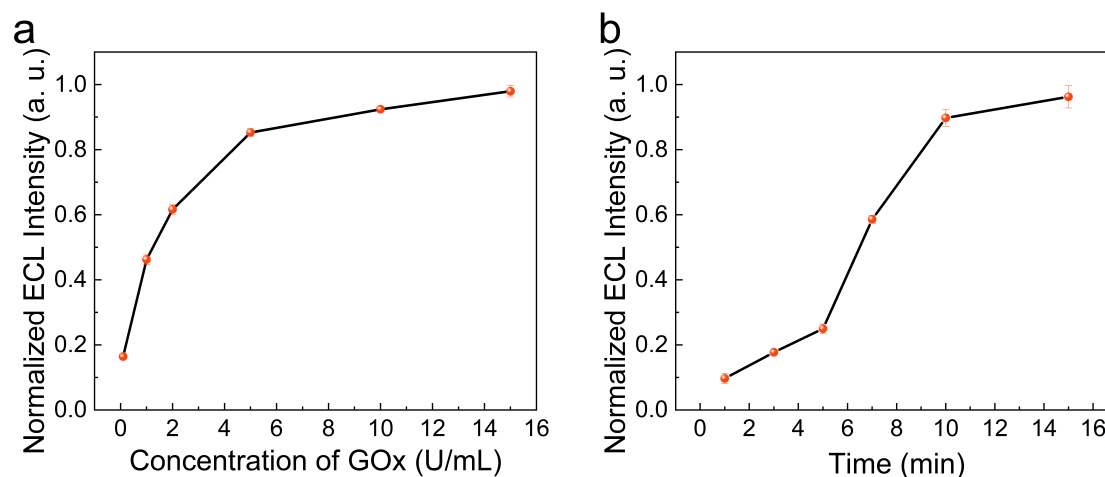 a
Normalized ECL Intensity (a. u.)
1.0
0.8
0.6
0.4
0.2
0.0
0 2 4 6 8 10 12 14 16
Concentration of GOx (U/mL)
b
Normalized ECL Intensity (a. u.)
1.0
0.8
0.6
0.4
0.2
0.0
0 2 4 6 8 10 12 14 16
Time (min)